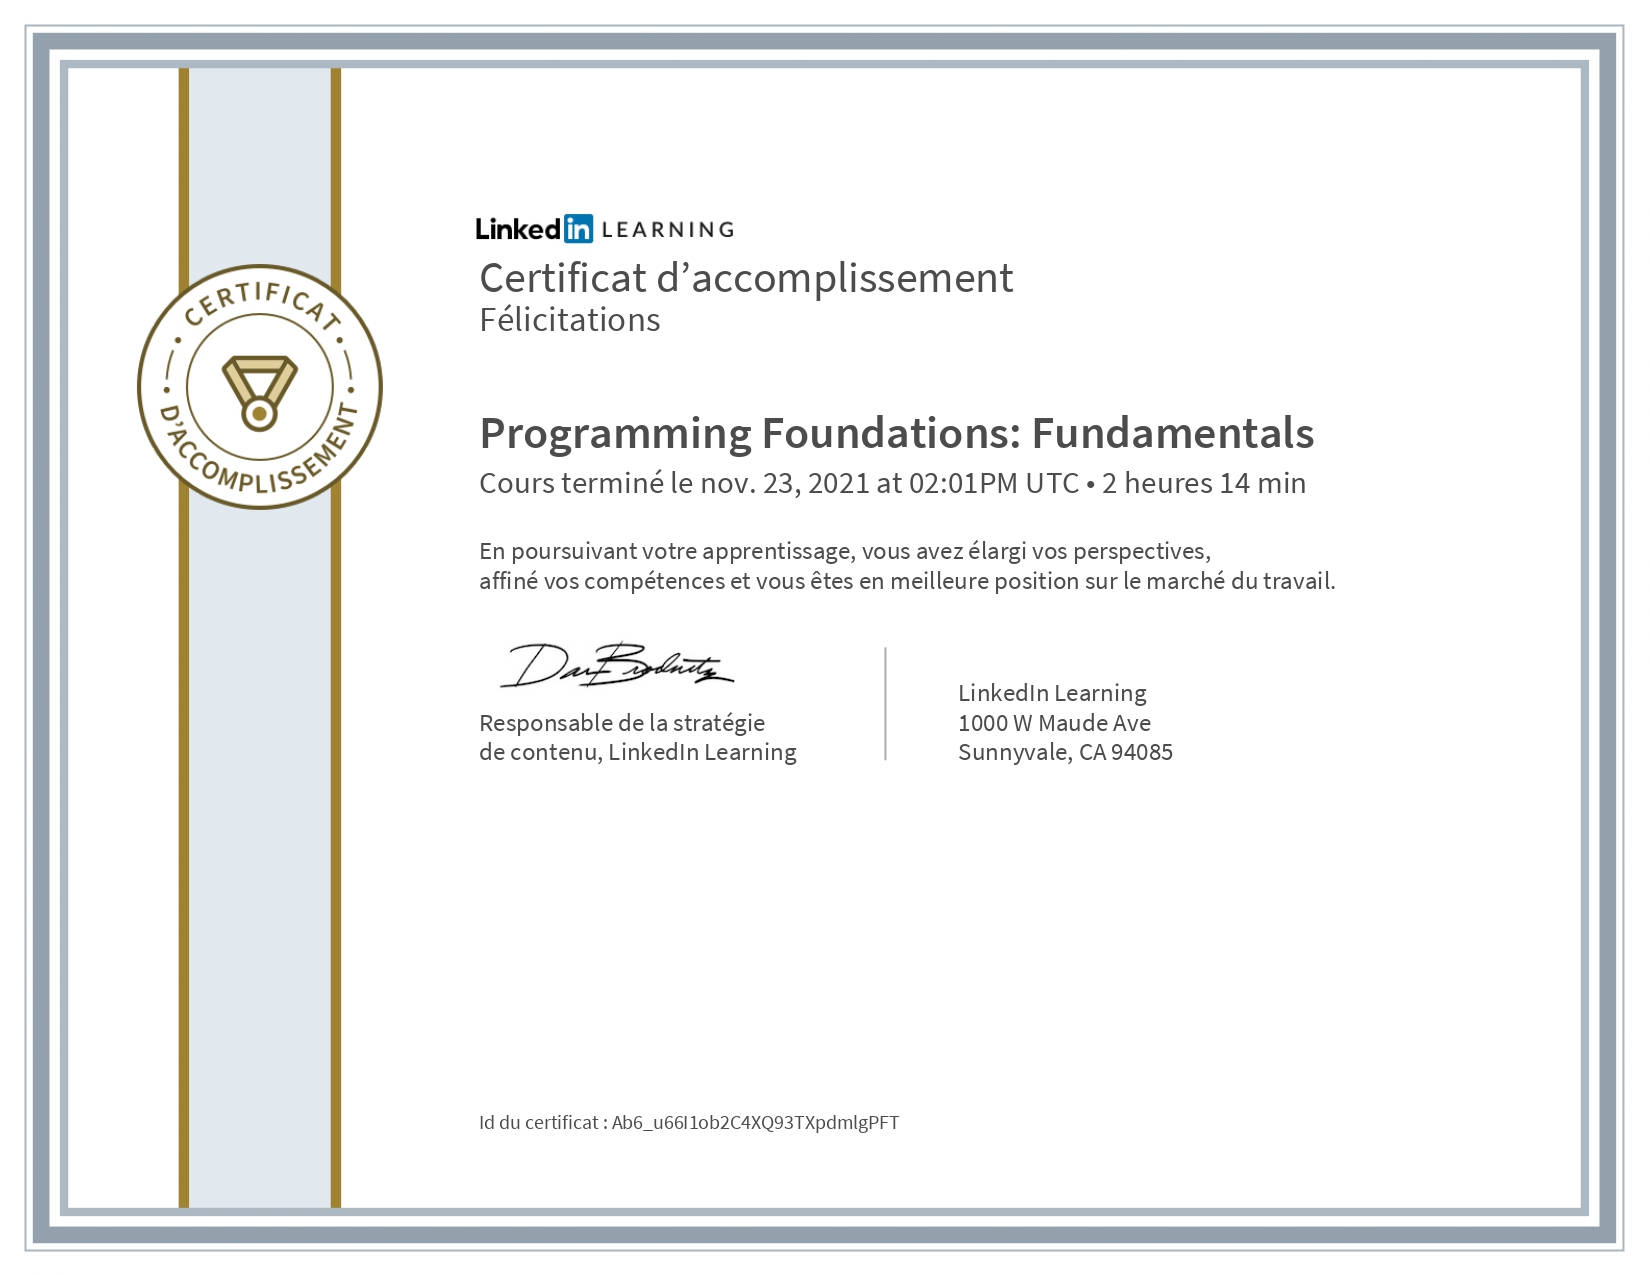 CERTIFICAT
D'ACCOMPLISSEMENT
Linked in LEARNING
Certificat d’accomplissement
Félicitations
Programming Foundations: Fundamentals
Cours terminé le nov. 23, 2021 at 02:01PM UTC • 2 heures 14 min
En poursuivant votre apprentissage, vous avez élargi vos perspectives,
affiné vos compétences et vous êtes en meilleure position sur le marché du travail.
Responsable de la stratégie
de contenu, LinkedIn Learning
LinkedIn Learning
1000 W Maude Ave
Sunnyvale, CA 94085
Id du certificat : Ab6_u66I1ob2C4XQ93TXpdmlgPFT